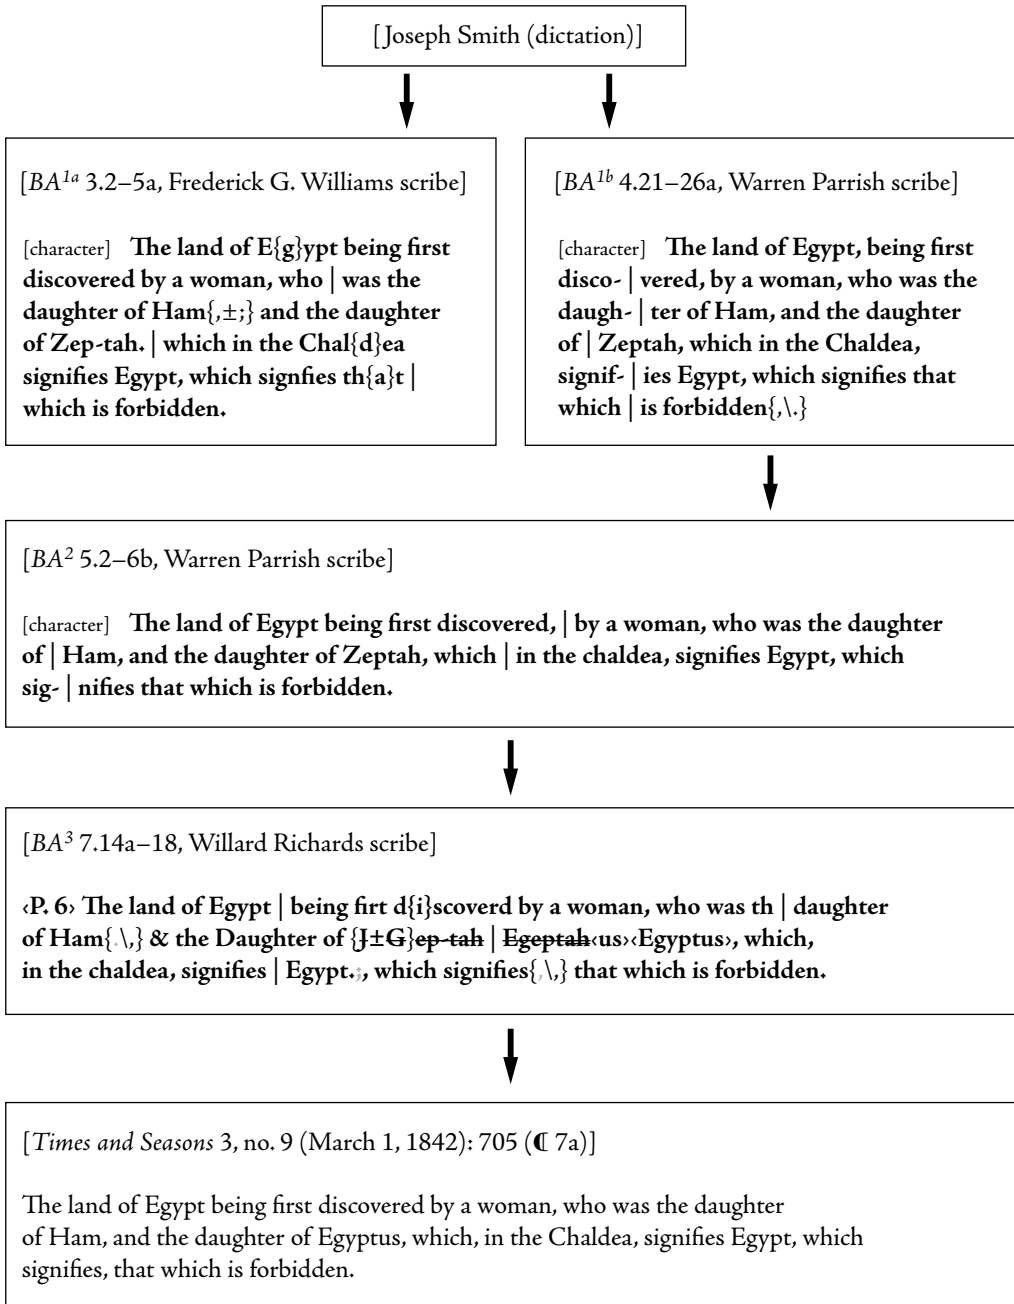 [Joseph Smith (dictation)]
[BA1a 3.2–5a, Frederick G. Williams scribe]
[character] The land of E{g}ypt being first
discovered by a woman, who | was the
daughter of Ham{,±;} and the daughter
of Zep-tah. | which in the Chal{d}ea
signifies Egypt, which signfies th{a}t |
which is forbidden.
[BA1b 4.21–26a, Warren Parrish scribe]
[character] The land of Egypt, being first
disco- | vered, by a woman, who was the
daugh- | ter of Ham, and the daughter
of | Zeptah, which in the Chaldea,
signif- | ies Egypt, which signifies that
which | is forbidden{,\.}
[BA2 5.2–6b, Warren Parrish scribe]
[character] The land of Egypt being first discovered, | by a woman, who was the daughter
of | Ham, and the daughter of Zeptah, which | in the chaldea, signifies Egypt, which
sig- | nifies that which is forbidden.
[BA3 7.14a–18, Willard Richards scribe]
‹P. 6› The land of Egypt | being firt d{i}scoverd by a woman, who was th | daughter
of Ham{.\,} & the Daughter of {J±G}ep-tah | Egeptah‹us›‹Egyptus›, which,
in the chaldea, signifies | Egypt.;, which signifies{,\,} that which is forbidden.
[Times and Seasons 3, no. 9 (March 1, 1842): 705 (¶ 7a)]
The land of Egypt being first discovered by a woman, who was the daughter
of Ham, and the daughter of Egyptus, which, in the Chaldea, signifies Egypt, which
signifies, that which is forbidden.